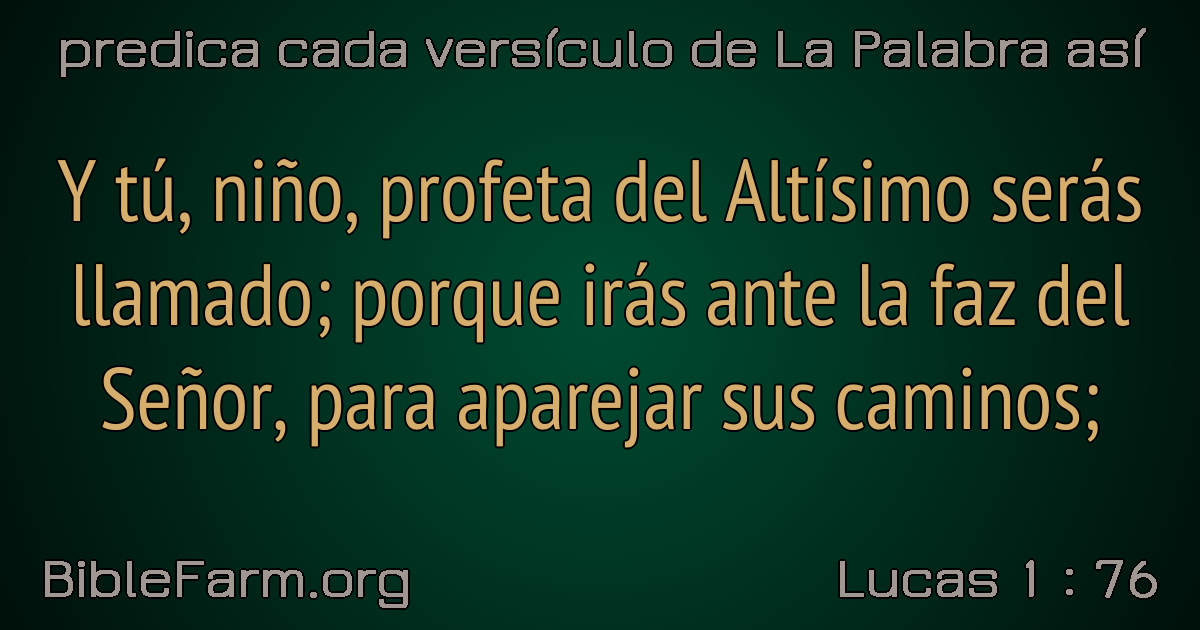 predica cada versículo de La Palabra así
Y tú, niño, profeta del Altísimo serás
llamado; porque irás ante la faz del
Señor, para aparejar sus caminos;
BibleFarm.org
Lucas 1 : 76